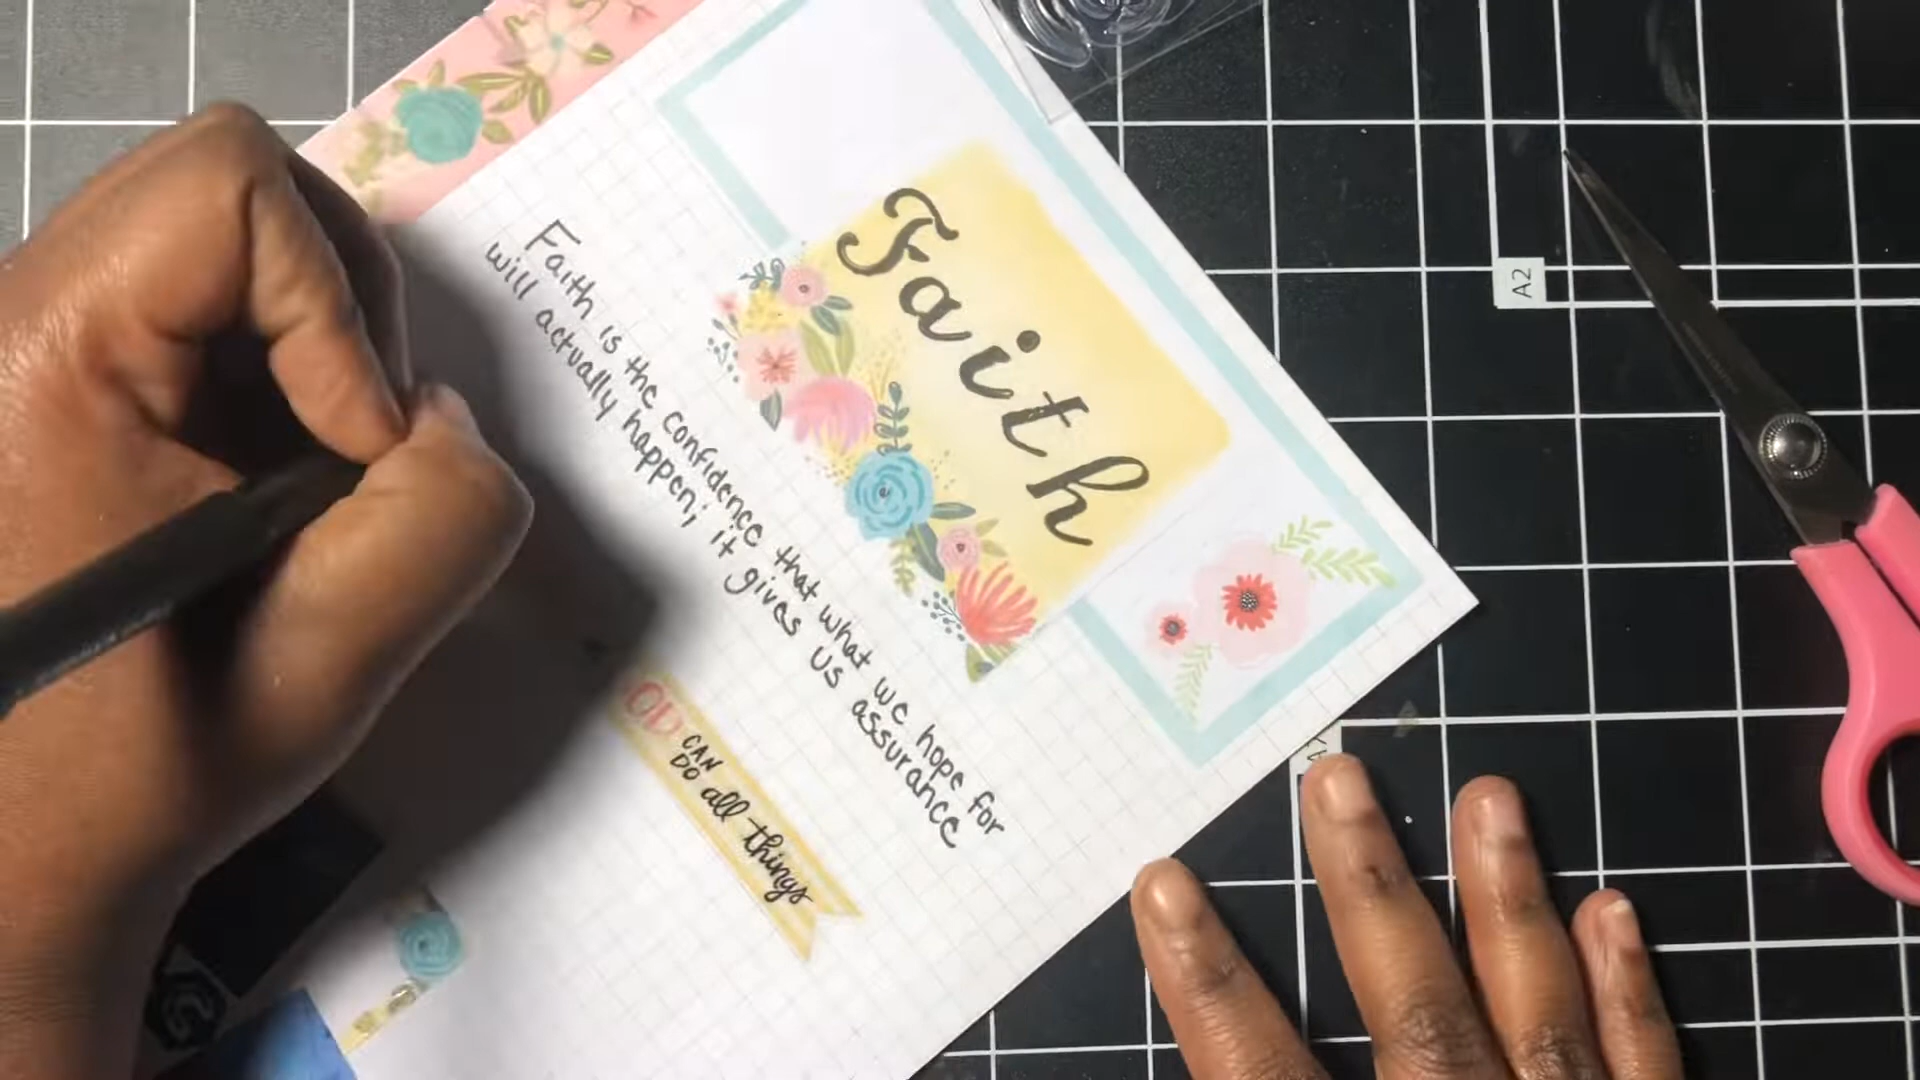 Faith
Faith is the confidence that what we hope for
will actually happen; it gives us assurance
CAN
DO all things
A2